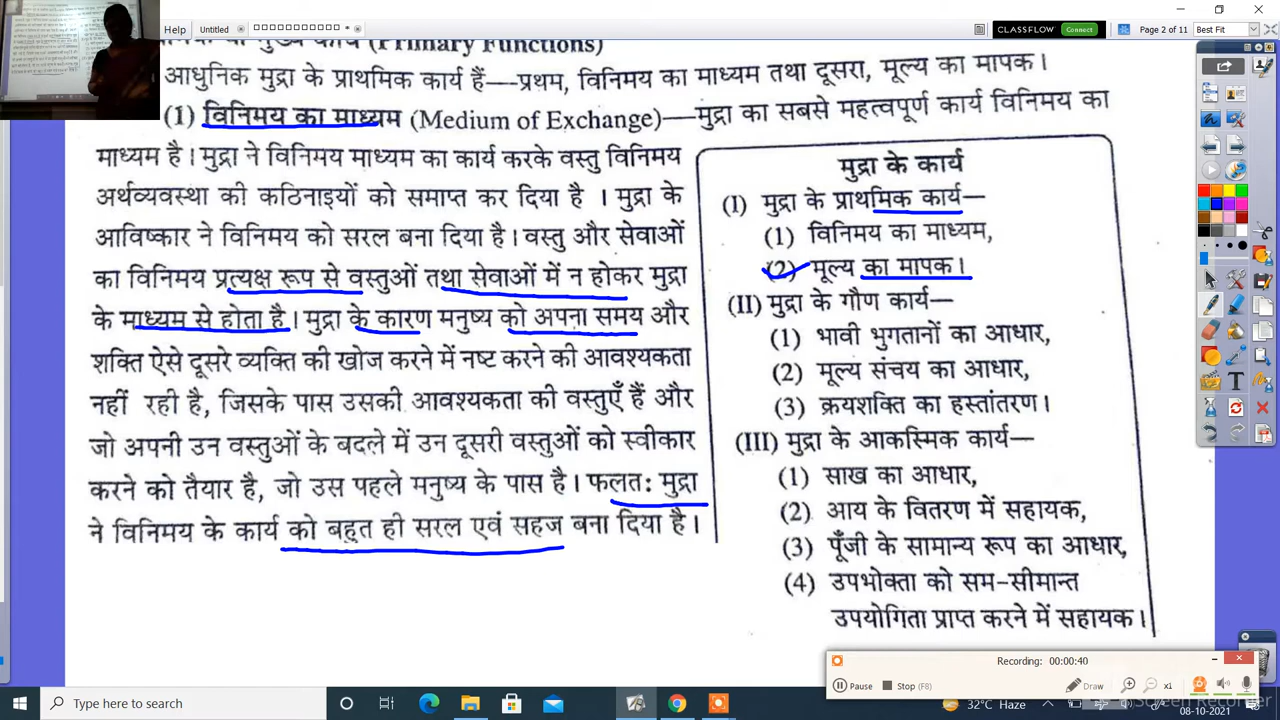 Help
Untitled
CLASSFLOW
Connect
Page 2 of 11
Best Fit
मुख्य कार्य (Primary Functions)
आधुनिक मुद्रा के प्राथमिक कार्य हैं—प्रथम, विनिमय का माध्यम तथा दूसरा, मूल्य का मापक।
(1) विनिमय का माध्यम (Medium of Exchange)—मुद्रा का सबसे महत्वपूर्ण कार्य विनिमय का
माध्यम है। मुद्रा ने विनिमय माध्यम का कार्य करके वस्तु विनिमय
अर्थव्यवस्था की कठिनाइयों को समाप्त कर दिया है । मुद्रा के
आविष्कार ने विनिमय को सरल बना दिया है। वस्तु और सेवाओं
का विनिमय प्रत्यक्ष रूप से वस्तुओं तथा सेवाओं में न होकर मुद्रा
के माध्यम से होता है। मुद्रा के कारण मनुष्य को अपना समय और
शक्ति ऐसे दूसरे व्यक्ति की खोज करने में नष्ट करने की आवश्यकता
नहीं रही है, जिसके पास उसकी आवश्यकता की वस्तुएँ हैं और
जो अपनी उन वस्तुओं के बदले में उन दूसरी वस्तुओं को स्वीकार
करने को तैयार है, जो उस पहले मनुष्य के पास है। फलत: मुद्रा
ने विनिमय के कार्य को बहुत ही सरल एवं सहज बना दिया है।
मुद्रा के कार्य
(I) मुद्रा के प्राथमिक कार्य—
(1) विनिमय का माध्यम,
(2) मूल्य का मापक।
(II) मुद्रा के गौण कार्य—
(1) भावी भुगतानों का आधार,
(2) मूल्य संचय का आधार,
(3) क्रयशक्ति का हस्तांतरण।
(III) मुद्रा के आकस्मिक कार्य—
(1) साख का आधार,
(2) आय के वितरण में सहायक,
(3) पूँजी के सामान्य रूप का आधार,
(4) उपभोक्ता को सम-सीमान्त
उपयोगिता प्राप्त करने में सहायक।
Recording: 00:00:40
Pause
Stop (F8)
Draw
x1
Screen Recorder
Type here to search
32°C Haze
08-10-2021